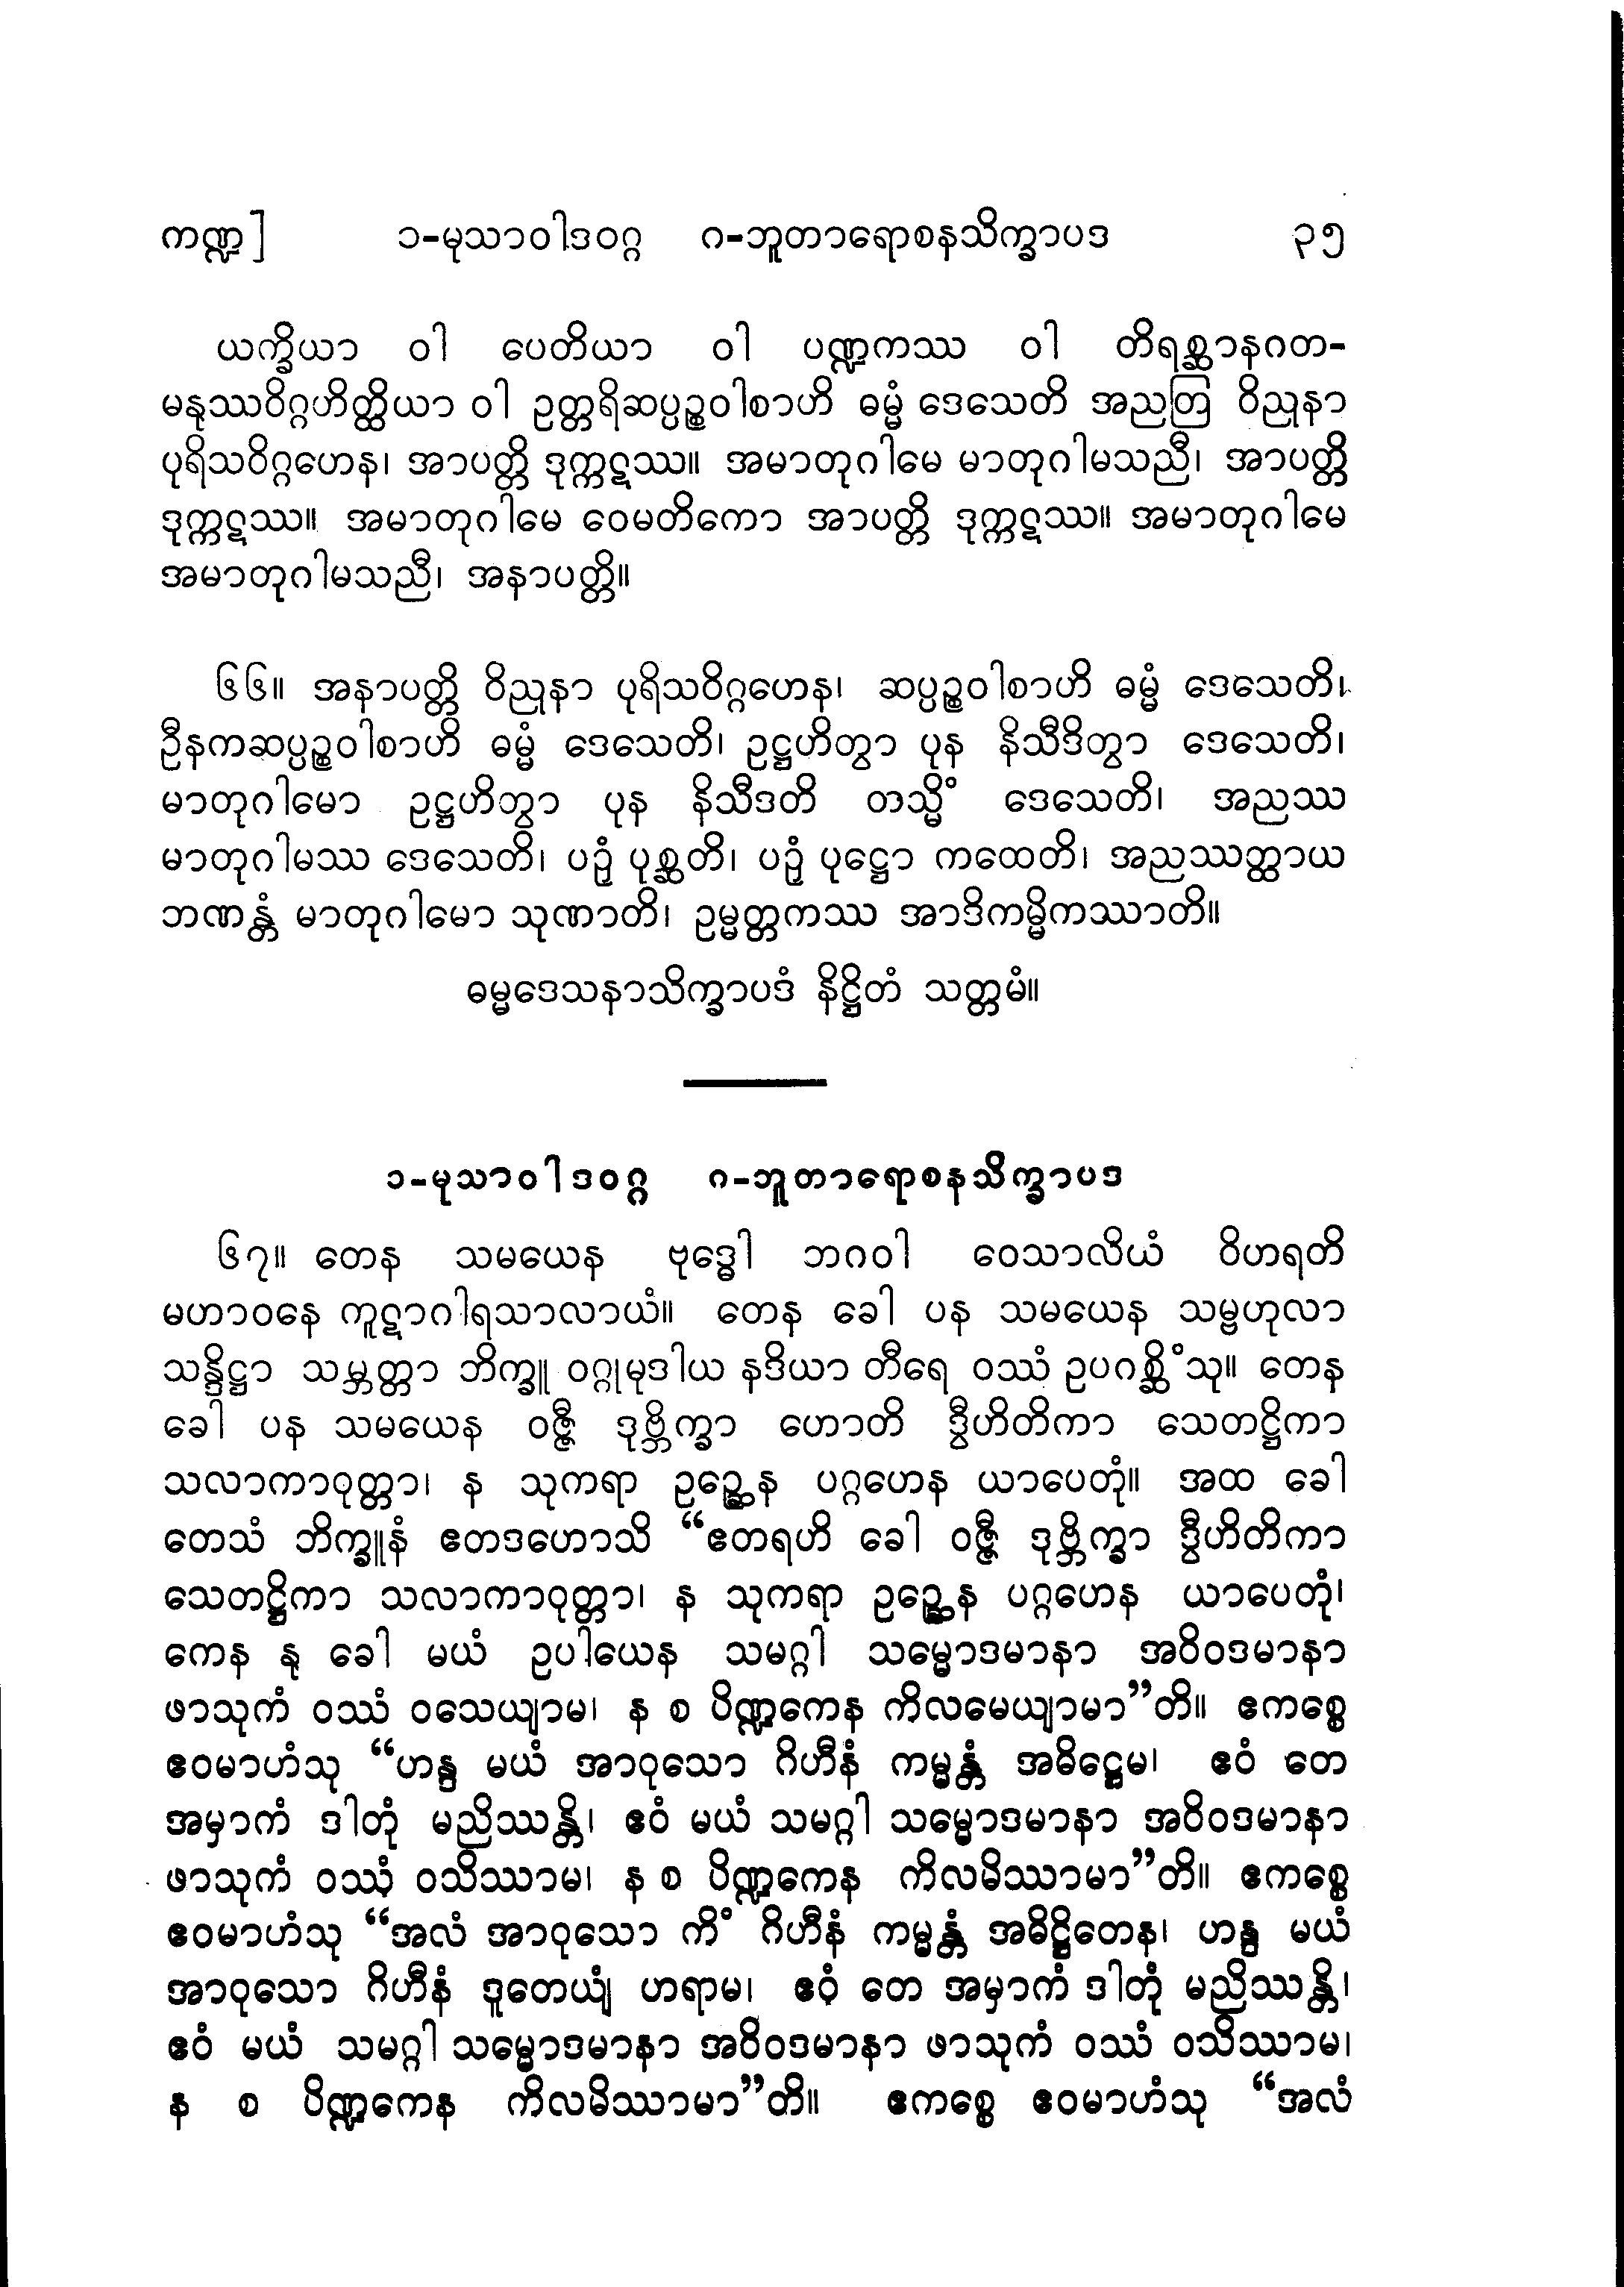 ကဏ္ဍ] ၁-မုသာဝါဒဝဂ္ဂ ဂ-ဘူတာရောစနသိက္ခာပဒ ၃၅
ယက္ခိယာ ဝါ ပေတိယာ ဝါ ပဏ္ဍကဿ ဝါ တိရစ္ဆာနဂတ-
မနုဿဝိဂ္ဂဟိတ္ထိယာ ဝါ ဥတ္တရိဆပ္ပဉ္စဝါစာဟိ ဓမ္မံ ဒေသေတိ အညတြ ဝိညုနာ
ပုရိသဝိဂ္ဂဟေန၊ အာပတ္တိ ဒုက္ကဋဿ။ အမာတုဂါမေ မာတုဂါမသညီ၊ အာပတ္တိ
ဒုက္ကဋဿ။ အမာတုဂါမေ ဝေမတိကော အာပတ္တိ ဒုက္ကဋဿ။ အမာတုဂါမေ
အမာတုဂါမသညီ၊ အနာပတ္တိ။
၆၆။ အနာပတ္တိ ဝိညုနာ ပုရိသဝိဂ္ဂဟေန၊ ဆပ္ပဉ္စဝါစာဟိ ဓမ္မံ ဒေသေတိ၊
ဦနကဆပ္ပဉ္စဝါစာဟိ ဓမ္မံ ဒေသေတိ၊ ဥဋ္ဌဟိတွာ ပုန နိသီဒိတွာ ဒေသေတိ၊
မာတုဂါမော ဥဋ္ဌဟိတွာ ပုန နိသီဒတိ တသ္မိံ ဒေသေတိ၊ အညဿ
မာတုဂါမဿ ဒေသေတိ၊ ပဉှံ ပုစ္ဆတိ၊ ပဉှံ ပုဋ္ဌော ကထေတိ၊ အညဿတ္ထာယ
ဘဏန္တံ မာတုဂါမော သုဏာတိ၊ ဥမ္မတ္တကဿ အာဒိကမ္မိကဿာတိ။
ဓမ္မဒေသနာသိက္ခာပဒံ နိဋ္ဌိတံ သတ္တမံ။
၁-မုသာဝါဒဝဂ္ဂ ဂ-ဘူတာရောစနသိက္ခာပဒ
၆၇။ တေန သမယေန ဗုဒ္ဓေါ ဘဂဝါ ဝေသာလိယံ ဝိဟရတိ
မဟာဝနေ ကူဋာဂါရသာလာယံ။ တေန ခေါ ပန သမယေန သမ္ဗဟုလာ
သန္ဒိဋ္ဌာ သမ္ဘတ္တာ ဘိက္ခူ ဝဂ္ဂုမုဒါယ နဒိယာ တီရေ ဝဿံ ဥပဂစ္ဆိံသု။ တေန
ခေါ ပန သမယေန ဝဇ္ဇီ ဒုဗ္ဘိက္ခာ ဟောတိ ဒွီဟိတိကာ သေတဋ္ဌိကာ
သလာကာဝုတ္တာ၊ န သုကရာ ဥဉ္ဆေန ပဂ္ဂဟေန ယာပေတုံ။ အထ ခေါ
တေသံ ဘိက္ခူနံ ဧတဒဟောသိ “ဧတရဟိ ခေါ ဝဇ္ဇီ ဒုဗ္ဘိက္ခာ ဒွီဟိတိကာ
သေတဋ္ဌိကာ သလာကာဝုတ္တာ၊ န သုကရာ ဥဉ္ဆေန ပဂ္ဂဟေန ယာပေတုံ၊
ကေန နု ခေါ မယံ ဥပါယေန သမဂ္ဂါ သမ္မောဒမာနာ အဝိဝဒမာနာ
ဖာသုကံ ဝဿံ ဝသေယျာမ၊ န စ ပိဏ္ဍကေန ကိလမေယျာမာ”တိ။ ဧကစ္စေ
ဧဝမာဟံသု “ဟန္ဒ မယံ အာဝုသော ဂိဟီနံ ကမ္မန္တံ အဓိဋ္ဌေမ၊ ဧဝံ တေ
အမှာကံ ဒါတုံ မညိဿန္တိ၊ ဧဝံ မယံ သမဂ္ဂါ သမ္မောဒမာနာ အဝိဝဒမာနာ
ဖာသုကံ ဝဿံ ဝသိဿာမ၊ န စ ပိဏ္ဍကေန ကိလမိဿာမာ”တိ။ ဧကစ္စေ
ဧဝမာဟံသု “အလံ အာဝုသော ကိံ ဂိဟီနံ ကမ္မန္တံ အဓိဋ္ဌိတေန၊ ဟန္ဒ မယံ
အာဝုသော ဂိဟီနံ ဒူတေယျံ ဟရာမ၊ ဧဝံ တေ အမှာကံ ဒါတုံ မညိဿန္တိ၊
ဧဝံ မယံ သမဂ္ဂါ သမ္မောဒမာနာ အဝိဝဒမာနာ ဖာသုကံ ဝဿံ ဝသိဿာမ၊
န စ ပိဏ္ဍကေန ကိလမိဿာမာ”တိ။ ဧကစ္စေ ဧဝမာဟံသု “အလံ